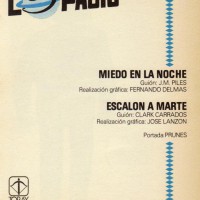 MIEDO EN LA NOCHE
Guión: J.M. PILES
Realización gráfica: FERNANDO DELMAS
ESCALON A MARTE
Guión: CLARK CARRADOS
Realización gráfica: JOSE LANZON
Portada PRUNES
TORAY